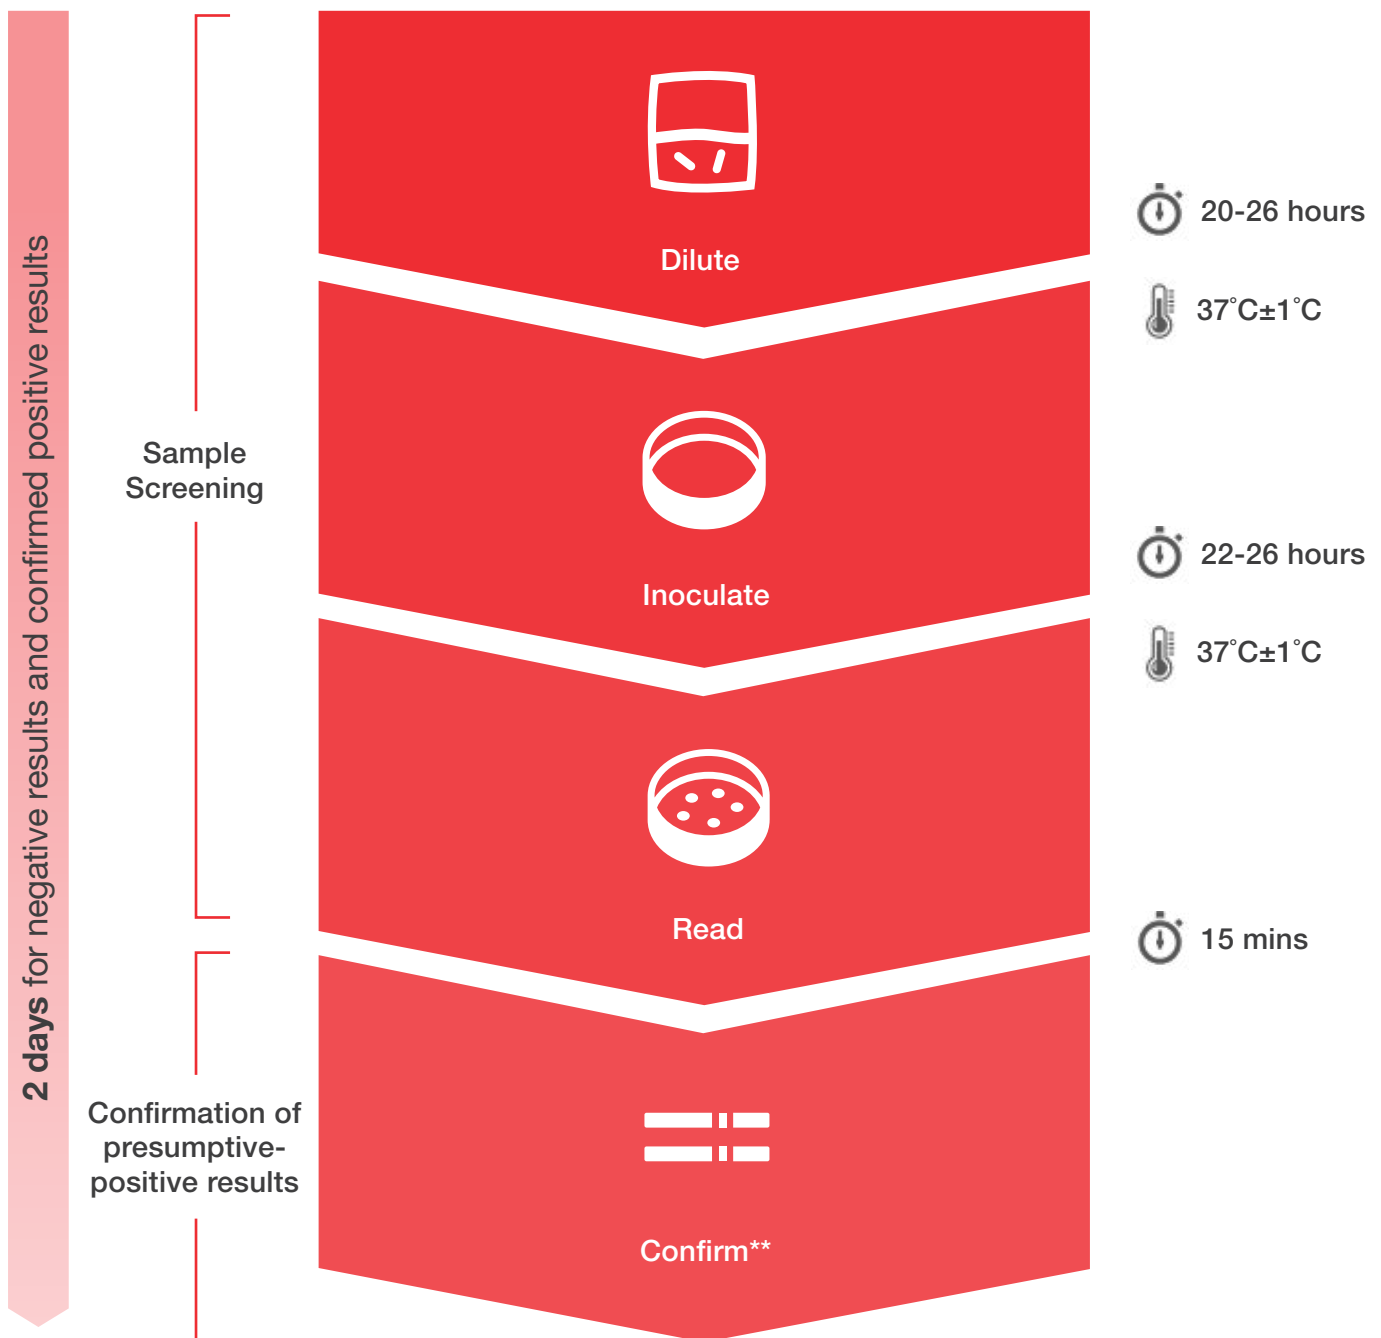 2 days for negative results and confirmed positive results
Sample
Screening
Confirmation of
presumptive-
positive results
Dilute
20-26 hours
37°C±1°C
Inoculate
22-26 hours
37°C±1°C
Read
15 mins
Confirm**